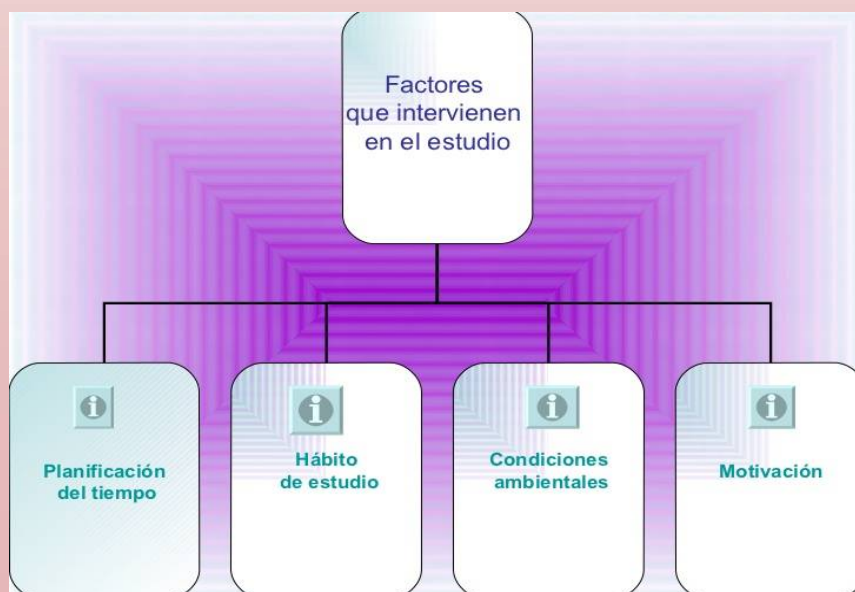 Factores
que intervienen
en el estudio
Planificación
del tiempo
Hábito
de estudio
Condiciones
ambientales
Motivación